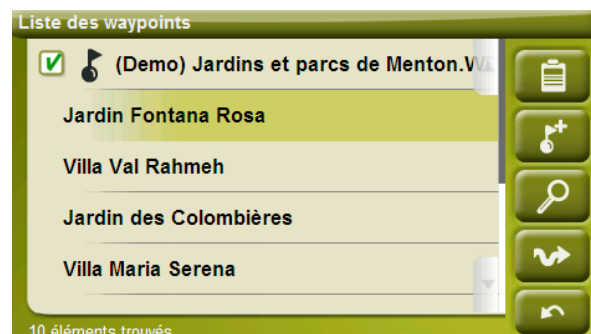 Liste des waypoints
(Demo) Jardins et parcs de Menton.W
Jardin Fontana Rosa
Villa Val Rahmeh
Jardin des Colombières
Villa Maria Serena
10 éléments trouvés